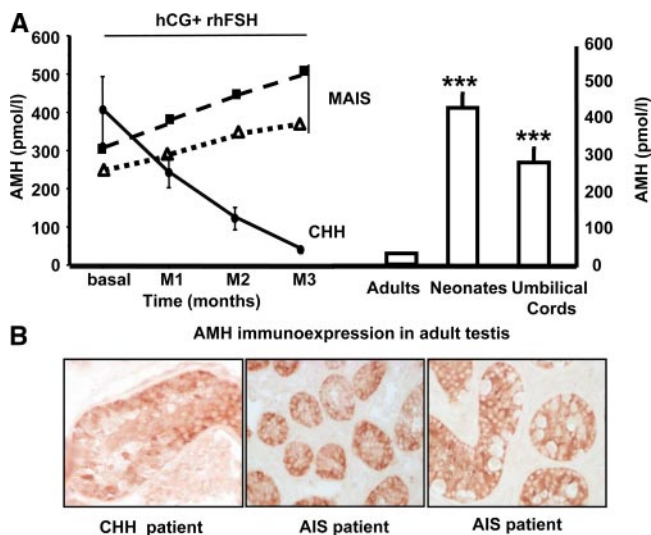 A
hCG+ rhFSH
600
500
400
300
200
100
0
AMH (pmol/l)
MAIS
CHH
basal M1 M2 M3
Time (months)
***
***
600
500
400
300
200
100
0
AMH (pmol/l)
Adults Neonates Umbilical
Cords
B
AMH immunoexpression in adult testis
CHH patient AIS patient AIS patient